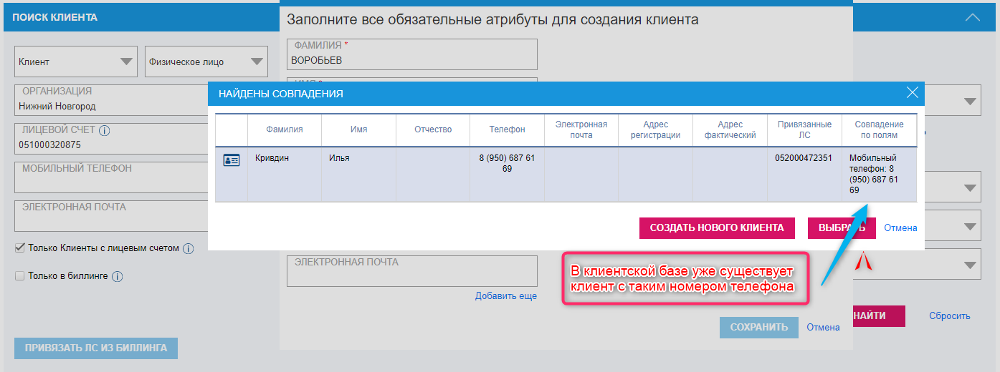 ПОИСК КЛИЕНТА
Заполните все обязательные атрибуты для создания клиента
Клиент
Физическое лицо
ФАМИЛИЯ *
ВОРОБЬЕВ
ОРГАНИЗАЦИЯ
Нижний Новгород
ЛИЦЕВОЙ СЧЕТ
051000320875
МОБИЛЬНЫЙ ТЕЛЕФОН
ЭЛЕКТРОННАЯ ПОЧТА
Только Клиенты с лицевым счетом
Только в биллинге
ПРИВЯЗАТЬ ЛС ИЗ БИЛЛИНГА
НАЙДЕНЫ СОВПАДЕНИЯ
Фамилия
Имя
Отчество
Телефон
Электронная
почта
Адрес
регистрации
Адрес
фактический
Привязанные
ЛС
Совпадение
по полям
Кривдин
Илья
8 (950) 687 61
69
052000472351
Мобильный
телефон: 8
(950) 687 61
69
СОЗДАТЬ НОВОГО КЛИЕНТА
ВЫБРАТЬ
Отмена
ЭЛЕКТРОННАЯ ПОЧТА
Добавить еще
В клиентской базе уже существует
клиент с таким номером телефона
СОХРАНИТЬ
Отмена
НАЙТИ
Сбросить